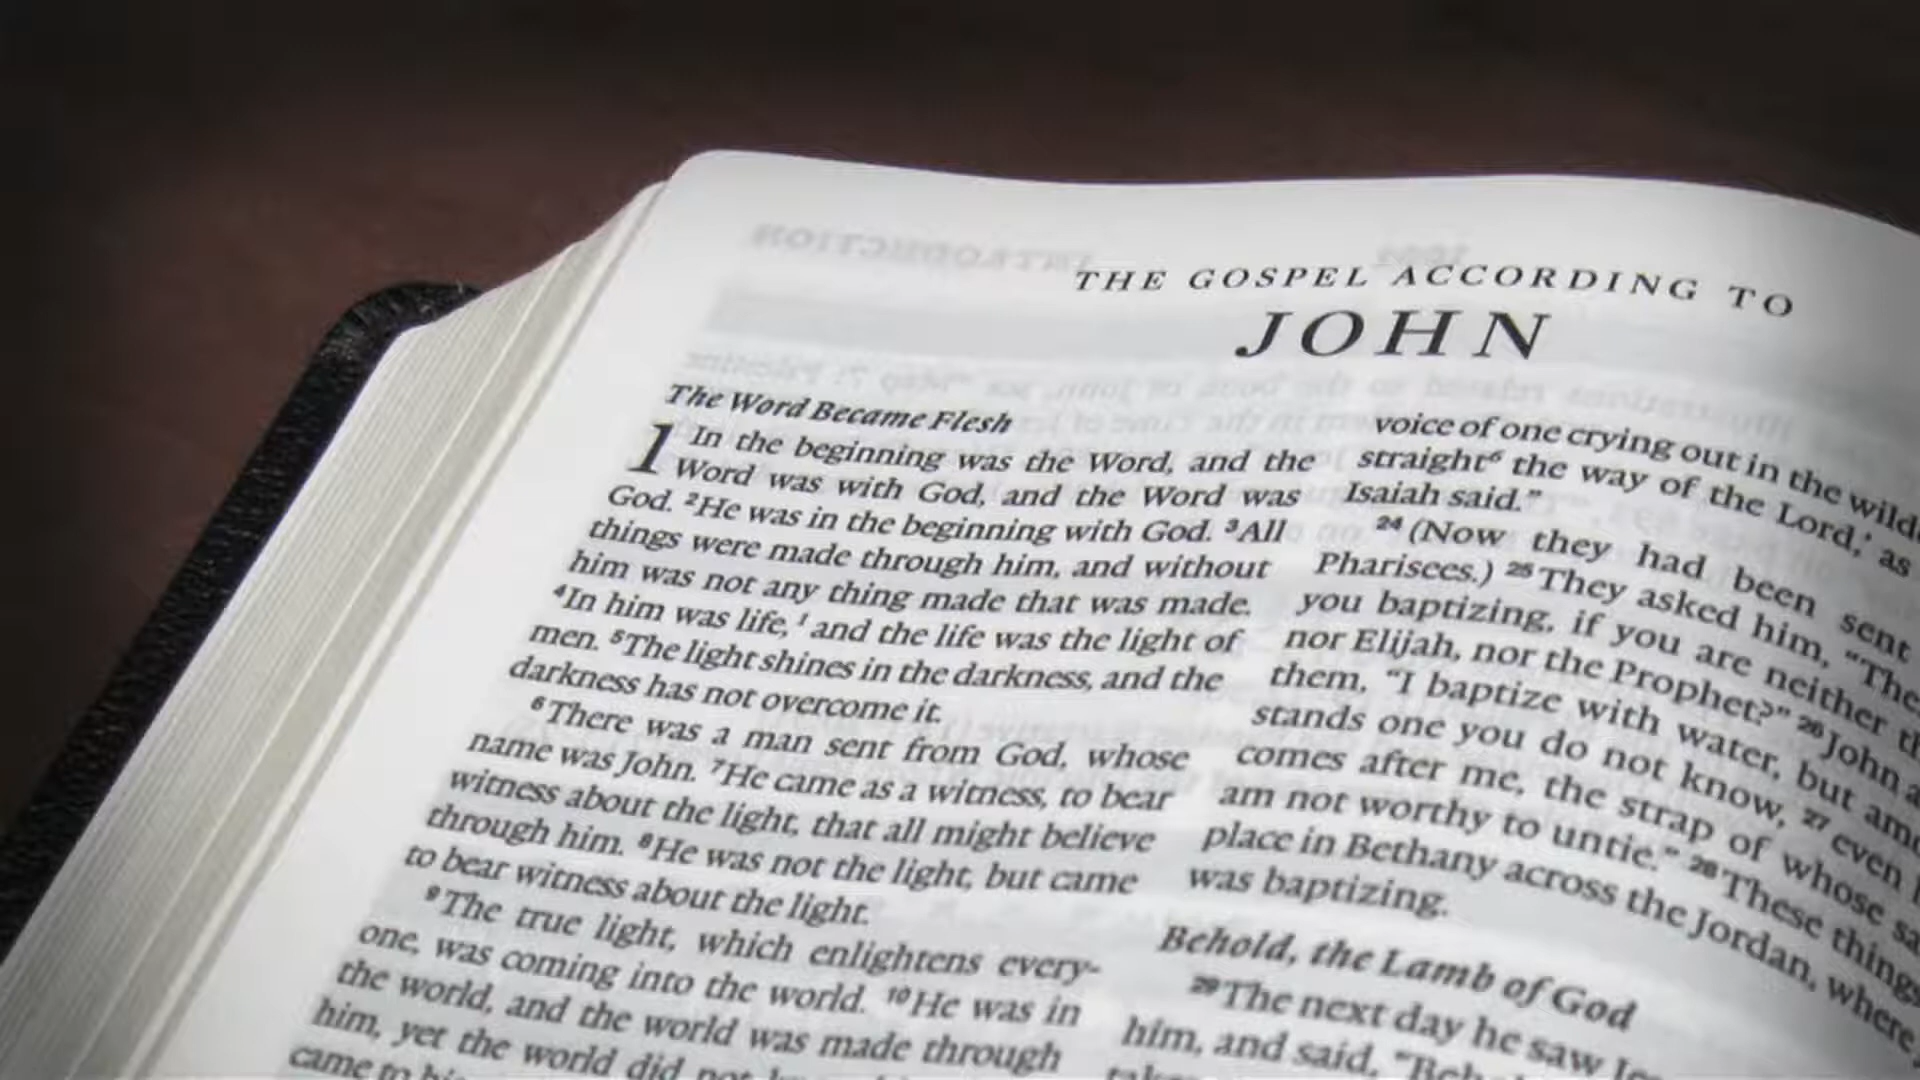 THE GOSPEL ACCORDING TO
JOHN
The Word Became Flesh
1 In the beginning was the Word, and the
Word was with God, and the Word was
God. 2He was in the beginning with God. 3All
things were made through him, and without
him was not any thing made that was made.
4In him was life,1 and the life was the light of
men. 5The light shines in the darkness, and the
darkness has not overcome it.
6There was a man sent from God, whose
name was John. 7He came as a witness, to bear
witness about the light, that all might believe
through him. 8He was not the light, but came
to bear witness about the light.
9The true light, which enlightens every-
one, was coming into the world. 10He was in
the world, and the world was made through
him, yet the world did not
came to
voice of one crying out in the
straight6 the way of the Lord,' as
Isaiah said."
24 (Now they had been sent
Pharisees.) 25They asked him,
you baptizing, if you are neither
nor Elijah, nor the Prophet?" 26John
them, "I baptize with water, but
stands one you do not know, 27 even
comes after me, the strap of whose
am not worthy to untie." 28These things
place in Bethany across the Jordan, where
was baptizing.
Behold, the Lamb of God
29The next day he saw
him, and said,